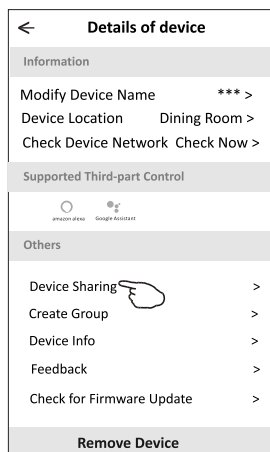 ← Details of device
Information
Modify Device Name *** >
Device Location Dining Room >
Check Device Network Check Now >
Supported Third-part Control
amazon alexa Google Assistant
Others
Device Sharing >
Create Group >
Device Info >
Feedback >
Check for Firmware Update >
Remove Device